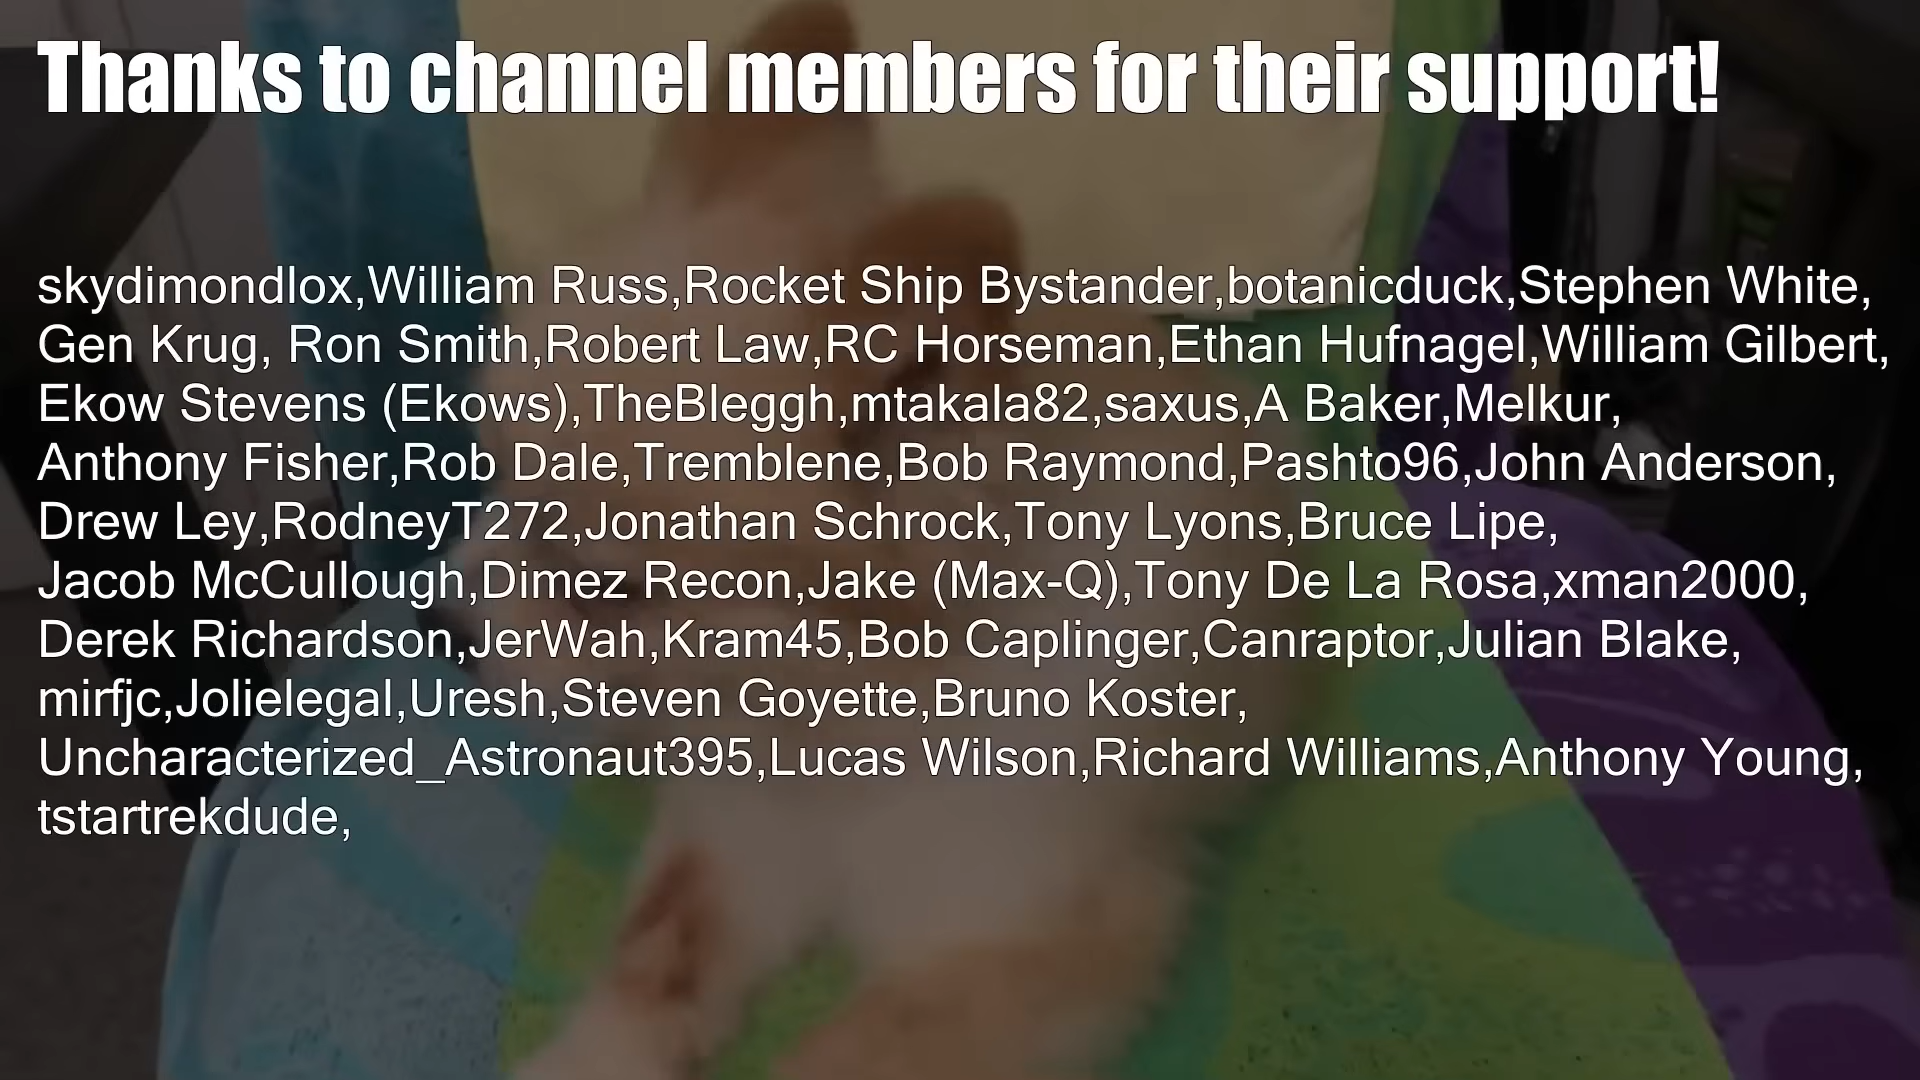 Thanks to channel members for their support!
skydimondlox,William Russ,Rocket Ship Bystander,botanicduck,Stephen White,
Gen Krug, Ron Smith,Robert Law,RC Horseman,Ethan Hufnagel,William Gilbert,
Ekow Stevens (Ekows),TheBleggh,mtakala82,saxus,A Baker,Melkur,
Anthony Fisher,Rob Dale,Tremblene,Bob Raymond,Pashto96,John Anderson,
Drew Ley,RodneyT272,Jonathan Schrock,Tony Lyons,Bruce Lipe,
Jacob McCullough,Dimez Recon,Jake (Max-Q),Tony De La Rosa,xman2000,
Derek Richardson,JerWah,Kram45,Bob Caplinger,Canraptor,Julian Blake,
mirfjc,Jolielegal,Uresh,Steven Goyette,Bruno Koster,
Uncharacterized_Astronaut395,Lucas Wilson,Richard Williams,Anthony Young,
tstartrekdude,